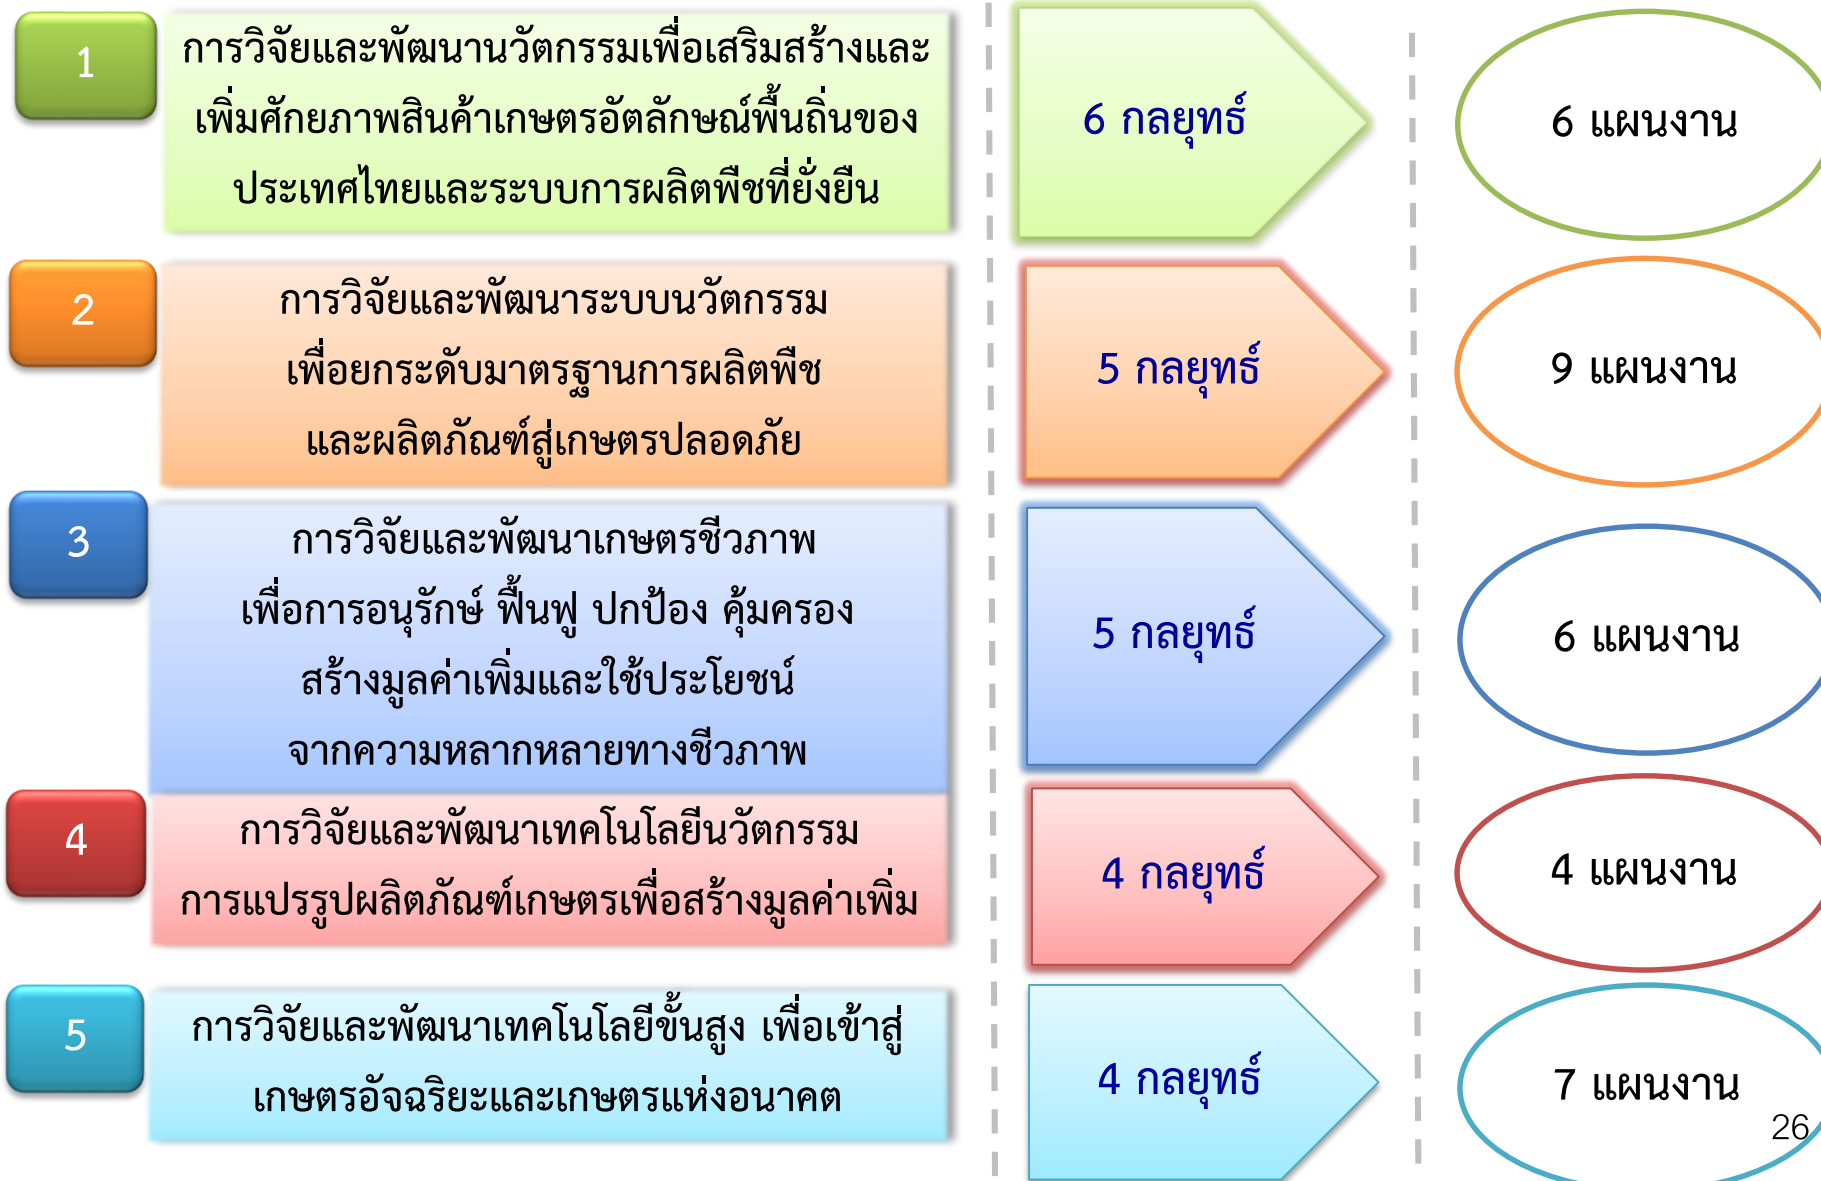 1
การวิจัยและพัฒนานวัตกรรมเพื่อเสริมสร้างและ
เพิ่มศักยภาพสินค้าเกษตรอัตลักษณ์พื้นถิ่นของ
ประเทศไทยและระบบการผลิตพืชที่ยั่งยืน
6 กลยุทธ์
6 แผนงาน
2
การวิจัยและพัฒนาระบบนวัตกรรม
เพื่อยกระดับมาตรฐานการผลิตพืช
และผลิตภัณฑ์สู่เกษตรปลอดภัย
5 กลยุทธ์
9 แผนงาน
3
การวิจัยและพัฒนาเกษตรชีวภาพ
เพื่อการอนุรักษ์ ฟื้นฟู ปกป้อง คุ้มครอง
สร้างมูลค่าเพิ่มและใช้ประโยชน์
จากความหลากหลายทางชีวภาพ
5 กลยุทธ์
6 แผนงาน
4
การวิจัยและพัฒนาเทคโนโลยีนวัตกรรม
การแปรรูปผลิตภัณฑ์เกษตรเพื่อสร้างมูลค่าเพิ่ม
4 กลยุทธ์
4 แผนงาน
5
การวิจัยและพัฒนาเทคโนโลยีขั้นสูง เพื่อเข้าสู่
เกษตรอัจฉริยะและเกษตรแห่งอนาคต
4 กลยุทธ์
7 แผนงาน
26